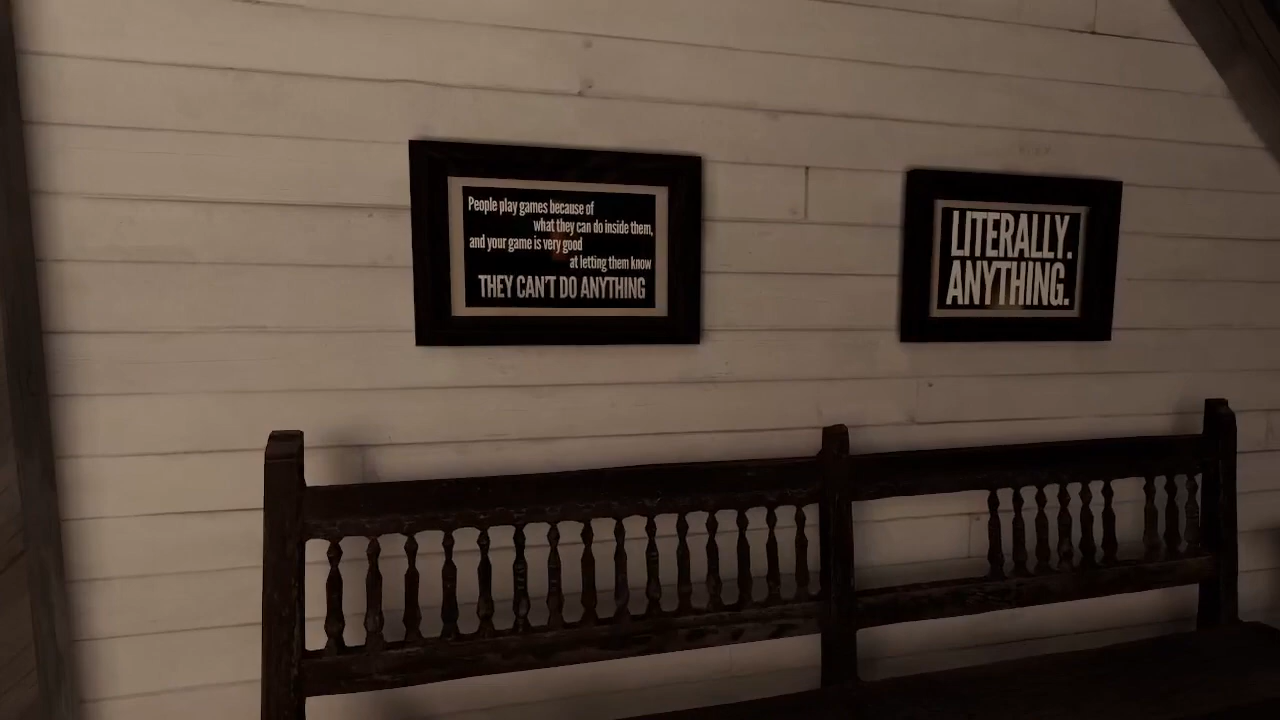 People play games because of
what they can do inside them,
and your game is very good
at letting them know
THEY CAN'T DO ANYTHING
LITERALLY.
ANYTHING.